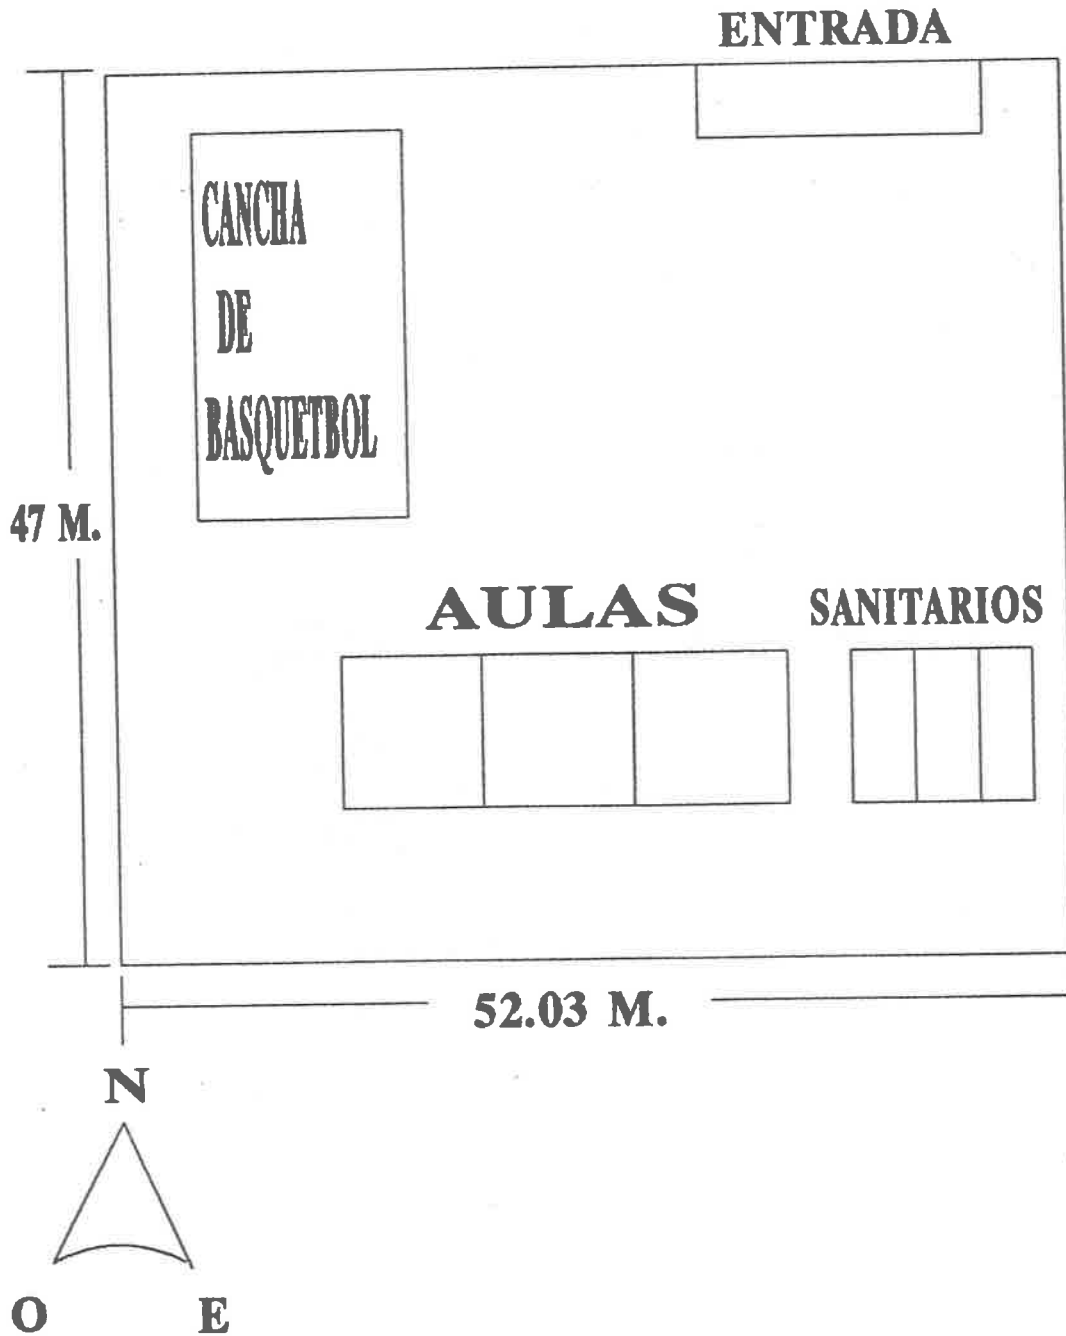 ENTRADA
CANCHA
DE
BASQUETBOL
47 M.
AULAS
SANITARIOS
52.03 M.
N
O E